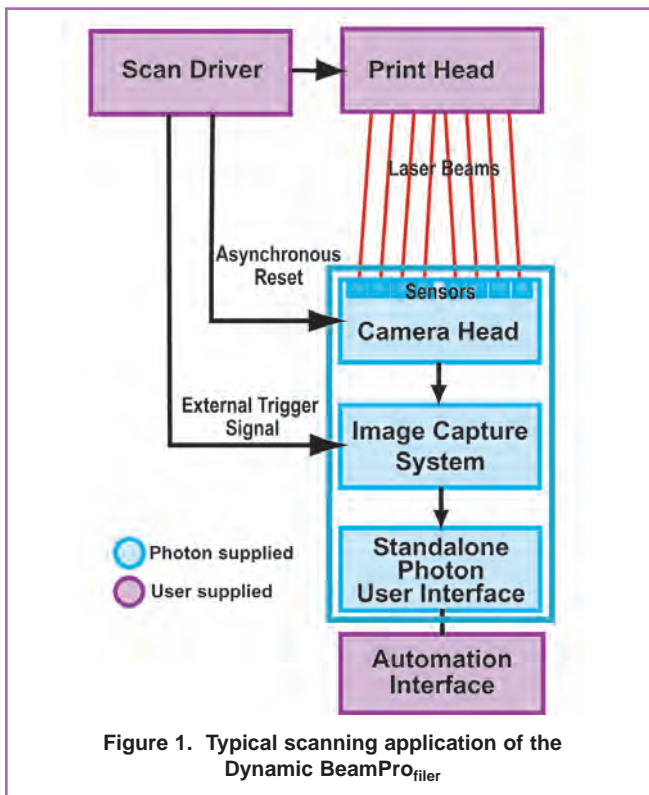 Scan Driver
Print Head
Laser Beams
Asynchronous
Reset
Sensors
Camera Head
External Trigger
Signal
Image Capture
System
Photon supplied
User supplied
Standalone
Photon
User Interface
Automation
Interface
Figure 1. Typical scanning application of the
Dynamic BeamProfiler